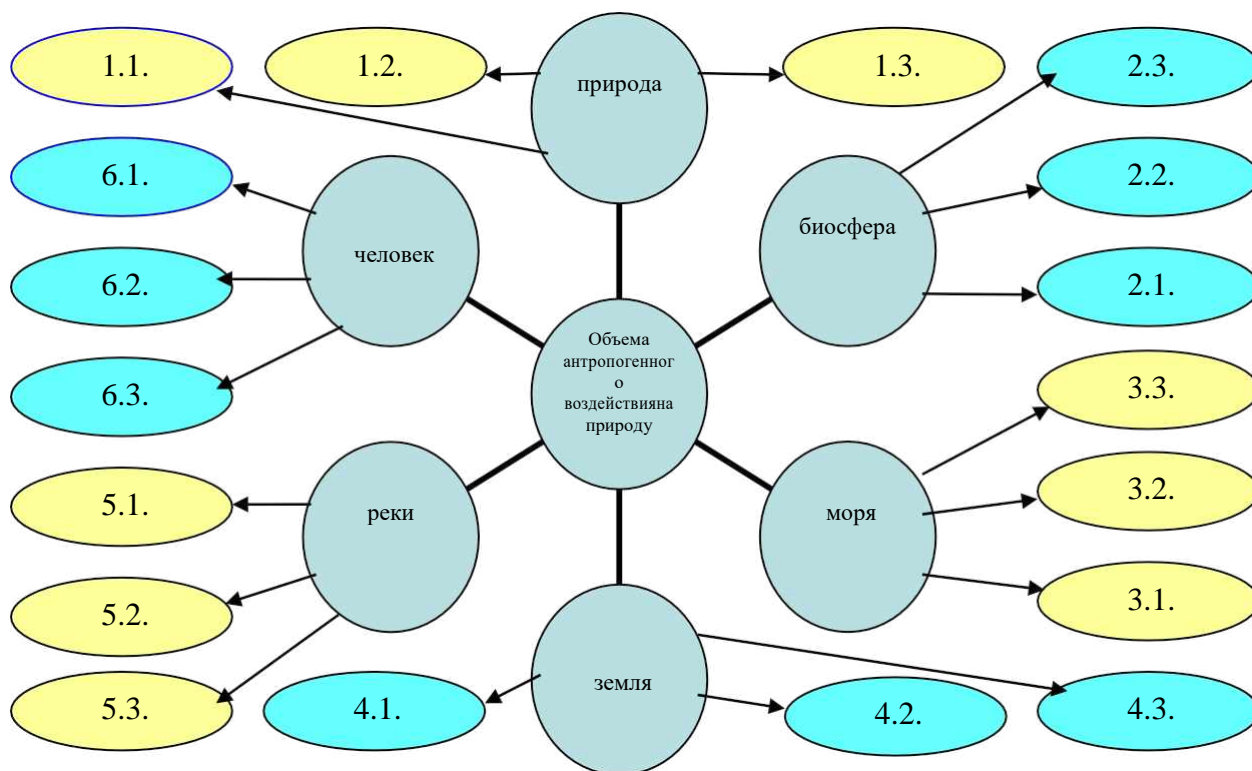 1.1.
1.2.
природа
1.3.
2.3.
6.1.
человек
биосфера
2.2.
6.2.
2.1.
6.3.
Объема
антропогенног
о
воздействияна
природу
3.3.
5.1.
реки
моря
3.2.
5.2.
3.1.
5.3.
4.1.
земля
4.2.
4.3.